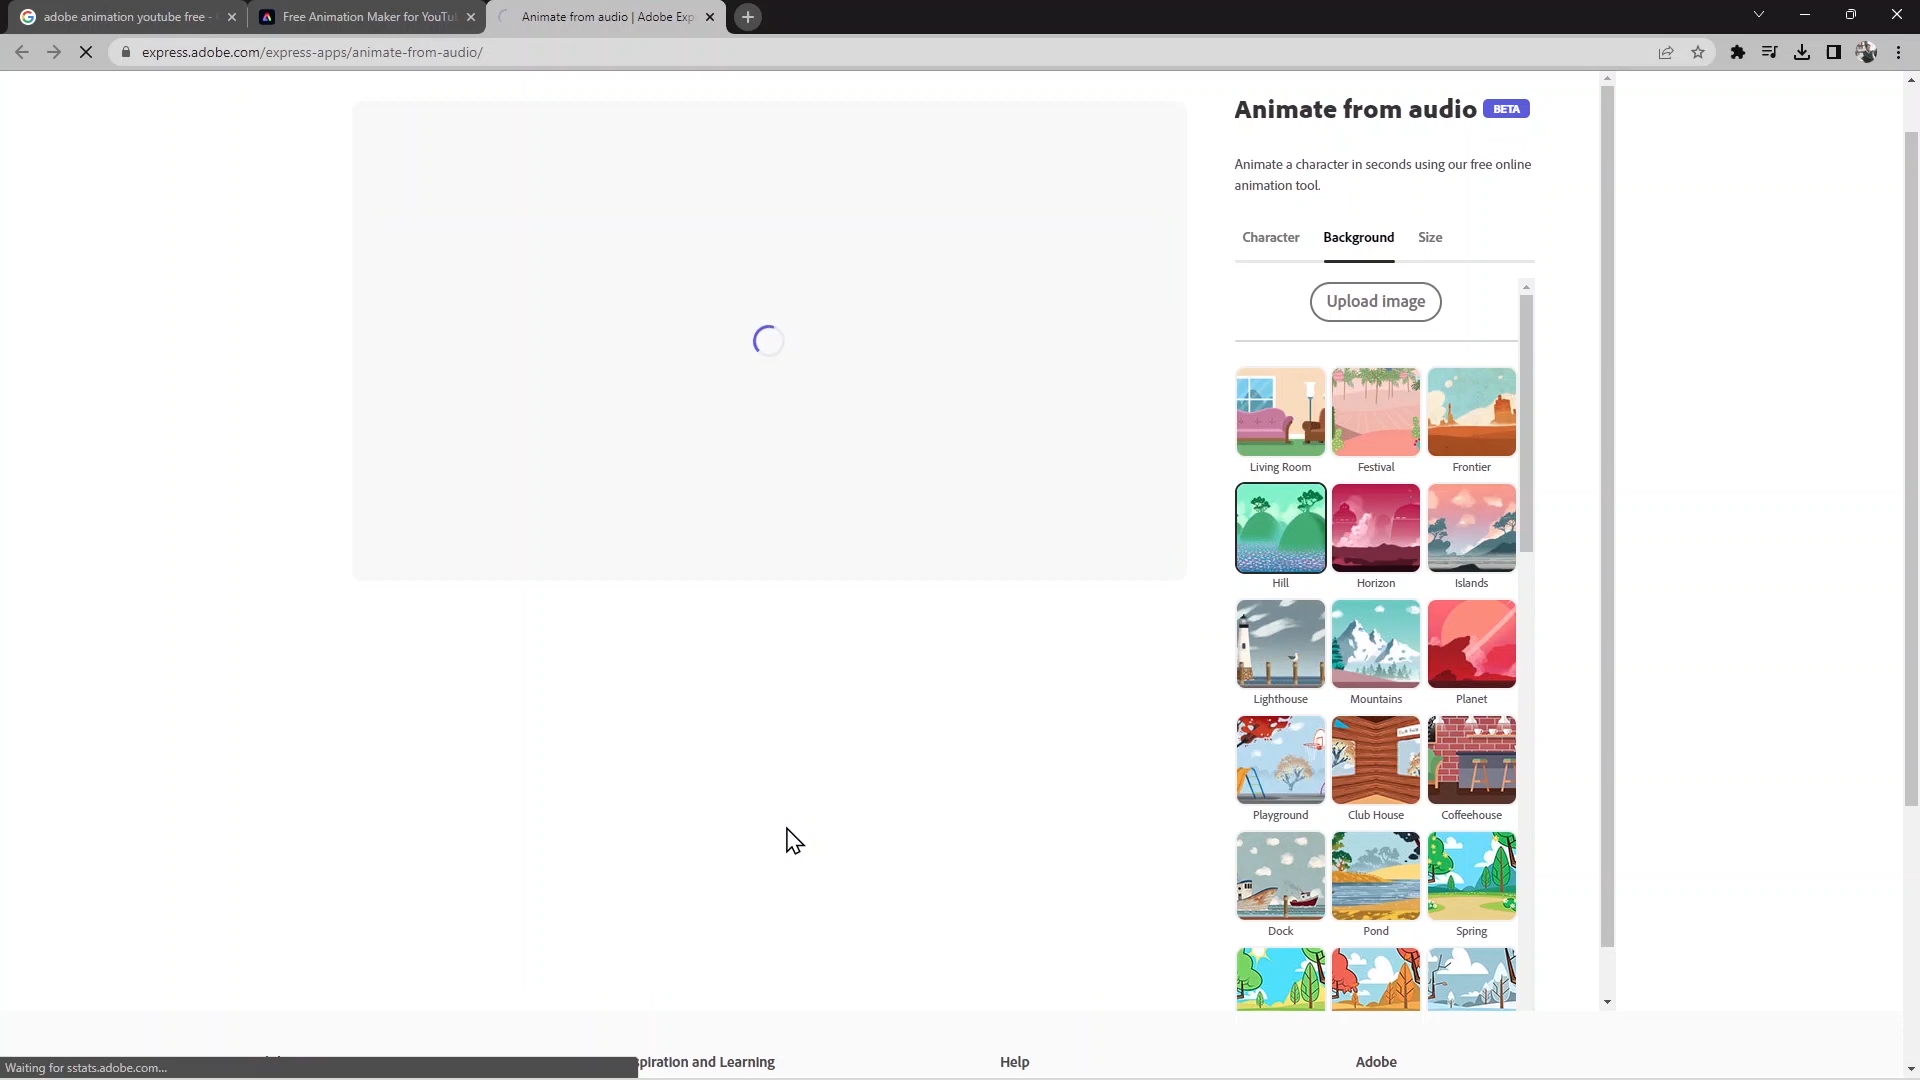 adobe animation youtube free -
Free Animation Maker for YouTu
Animate from audio | Adobe Exp
express.adobe.com/express-apps/animate-from-audio/
Animate from audio BETA
Animate a character in seconds using our free online
animation tool.
Character Background Size
Upload image
Living Room Festival Frontier
Hill Horizon Islands
Lighthouse Mountains Planet
Playground Club House Coffeehouse
Dock Pond Spring
spiration and Learning Help Adobe
Waiting for sstats.adobe.com...